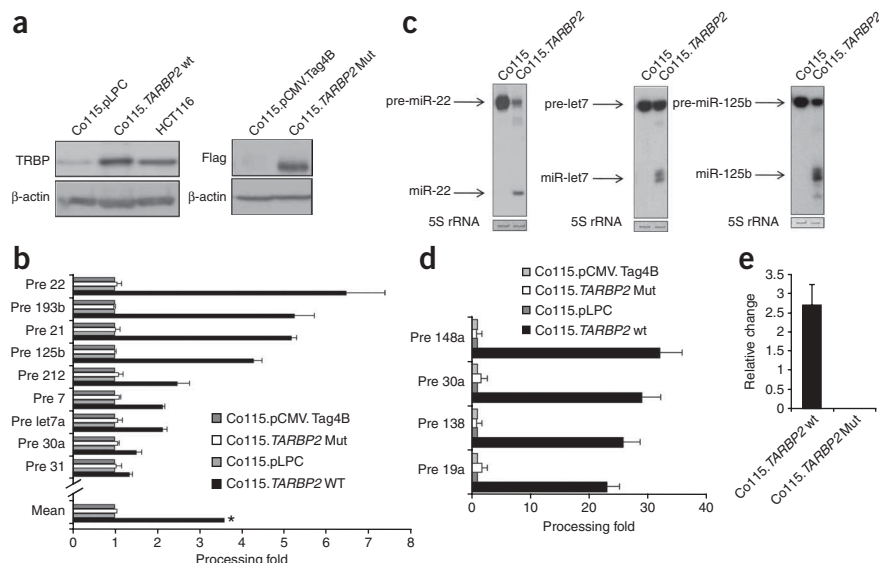 a
Co115.pLPC
Co115.TARBP2 wt
HCT116
TRBP
β-actin
Co115.pCMV.Tag4B
Co115.TARBP2 Mut
Flag
β-actin
b
Pre 22
Pre 193b
Pre 21
Pre 125b
Pre 212
Pre 7
Pre let7a
Pre 30a
Pre 31
Mean
Co115.pCMV.Tag4B
Co115.TARBP2 Mut
Co115.pLPC
Co115.TARBP2 WT
*
0 1 2 3 4 5 6 7 8
Processing fold
c
Co115
Co115.TARBP2
pre-miR-22
miR-22
5S rRNA
Co115
Co115.TARBP2
pre-let7
miR-let7
5S rRNA
Co115
Co115.TARBP2
pre-miR-125b
miR-125b
5S rRNA
d
Co115.pCMV.Tag4B
Co115.TARBP2 Mut
Co115.pLPC
Co115.TARBP2 wt
Pre 148a
Pre 30a
Pre 138
Pre 19a
0 10 20 30 40
Processing fold
e
Relative change
3.5
3
2.5
2
1.5
1
0.5
0
Co115.TARBP2 wt
Co115.TARBP2 Mut